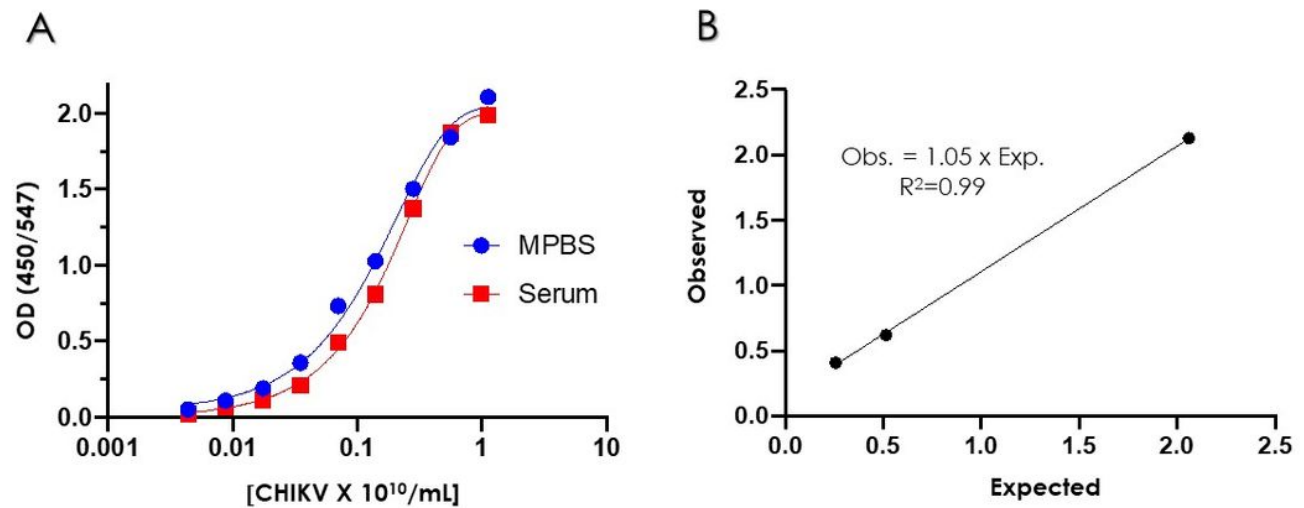 A
OD (450/547)
2.0
1.5
1.0
0.5
0.0
0.001
0.01
0.1
1
10
[CHIKV X 10¹⁰/mL]
MPBS
Serum
B
Observed
2.5
2.0
1.5
1.0
0.5
0.0
0.0
0.5
1.0
1.5
2.0
2.5
Expected
Obs. = 1.05 x Exp.
R²=0.99